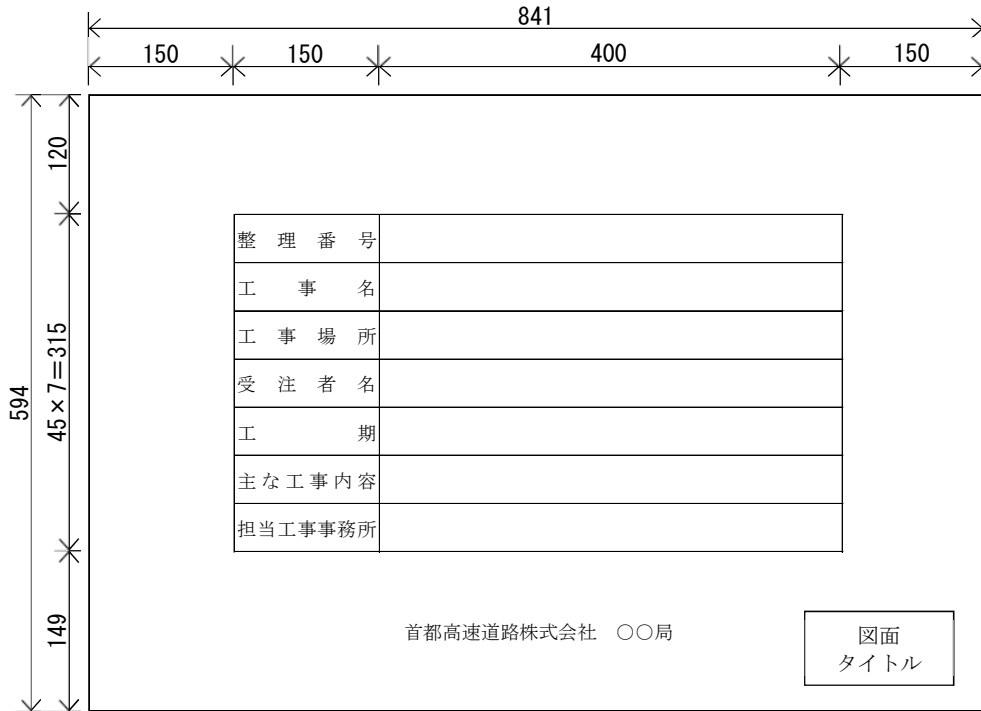 841
150 150 400 150
120
594
45×7＝315
149
整理番号
工事名
工事場所
受注者名
工期
主な工事内容
担当工事事務所
首都高速道路株式会社 ○○局
図面
タイトル